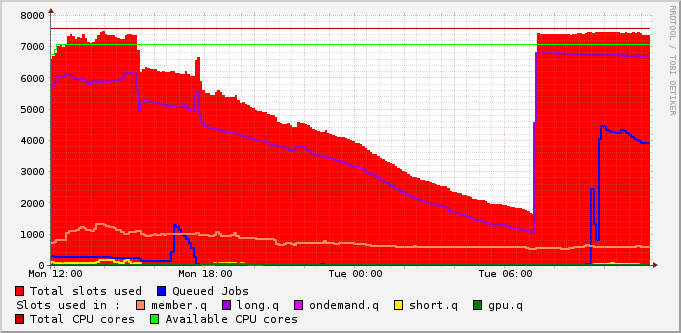 8000
7000
6000
5000
4000
3000
2000
1000
0
Mon 12:00 Mon 18:00 Tue 00:00 Tue 06:00
RRDTOOL / TOBI OETIKER
Total slots used Queued Jobs
Slots used in : member.q long.q ondemand.q short.q gpu.q
Total CPU cores Available CPU cores